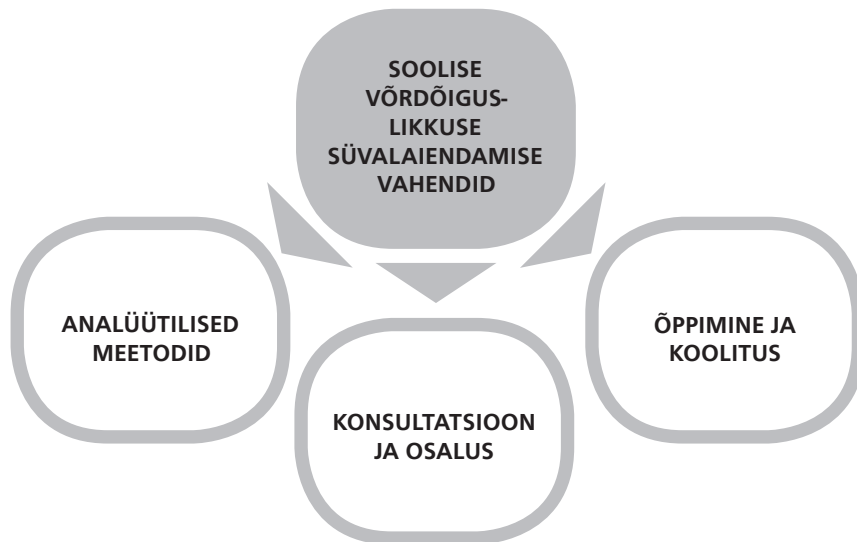 SOOLISE
VÕRDÕIGUS-
LIKKUSE
SÜVALAIENDAMISE
VAHENDID
ANALÜÜTILISED
MEETODID
KONSULTATSIOON
JA OSALUS
ÕPPIMINE JA
KOOLITUS